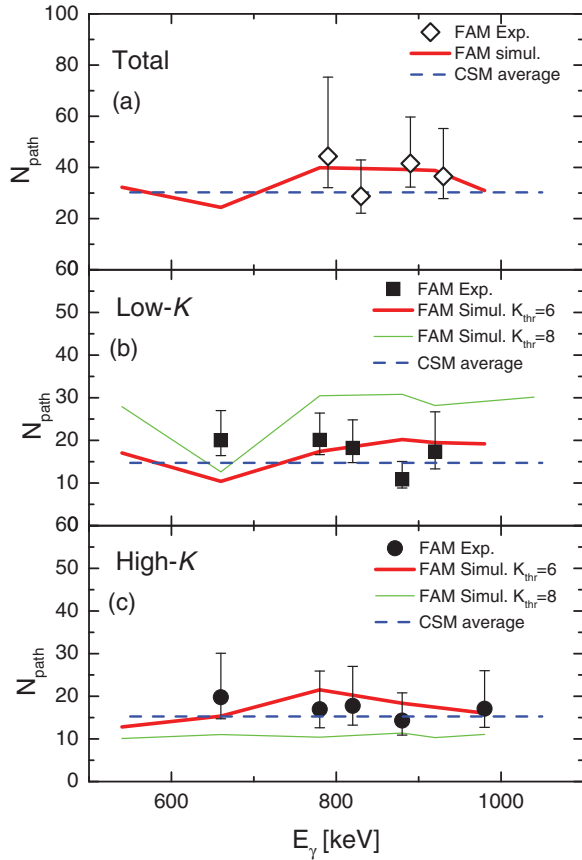 100
80
60
40
20
0
N_path
Total
(a)
FAM Exp.
FAM simul.
CSM average
60
50
40
30
20
10
0
N_path
Low-K
(b)
FAM Exp.
FAM Simul. K_thr=6
FAM Simul. K_thr=8
CSM average
60
50
40
30
20
10
0
N_path
High-K
(c)
FAM Exp.
FAM Simul. K_thr=6
FAM Simul. K_thr=8
CSM average
600 800 1000
E_γ [keV]